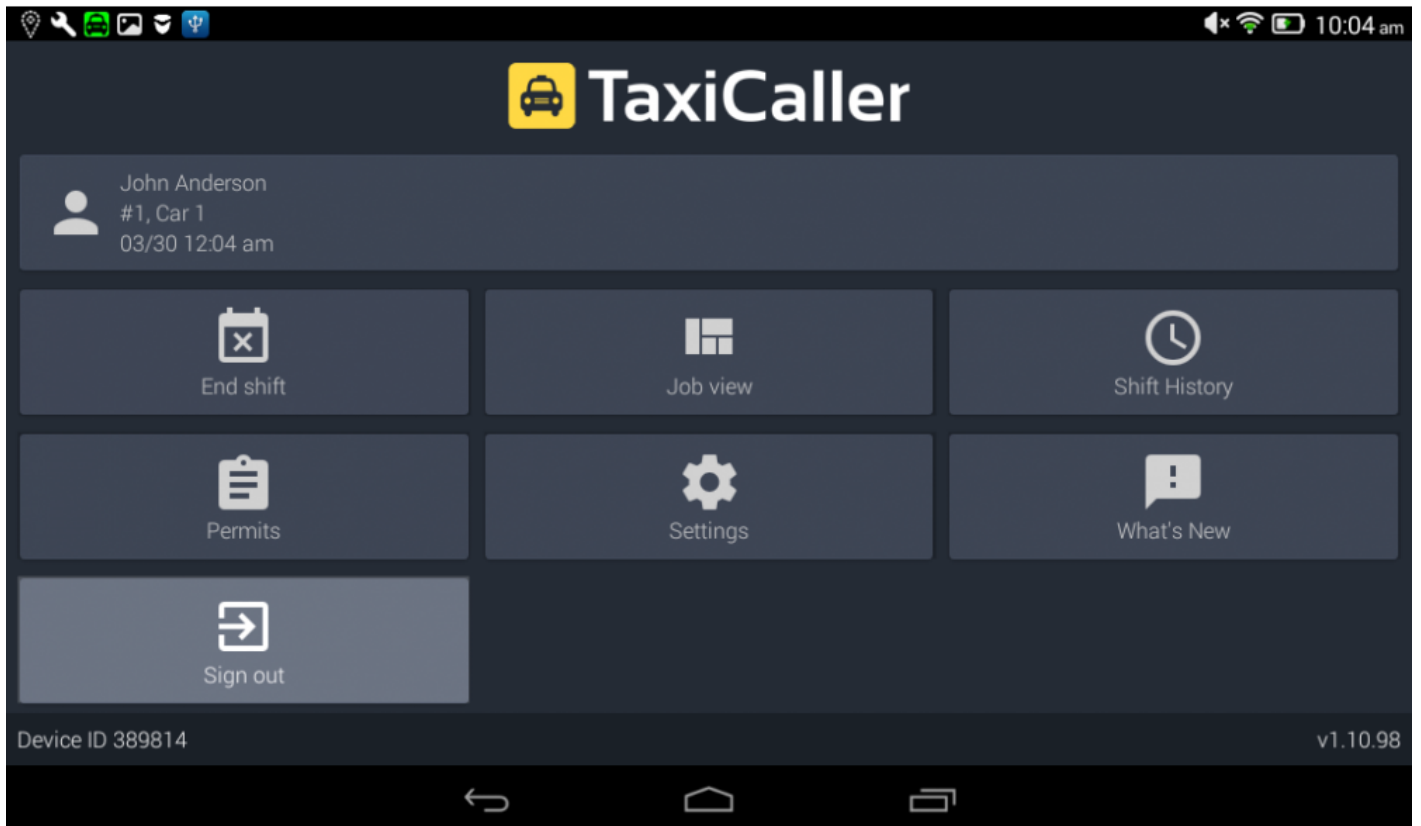 10:04 am
TaxiCaller
John Anderson
#1, Car 1
03/30 12:04 am
End shift
Job view
Shift History
Permits
Settings
What's New
Sign out
Device ID 389814
v1.10.98